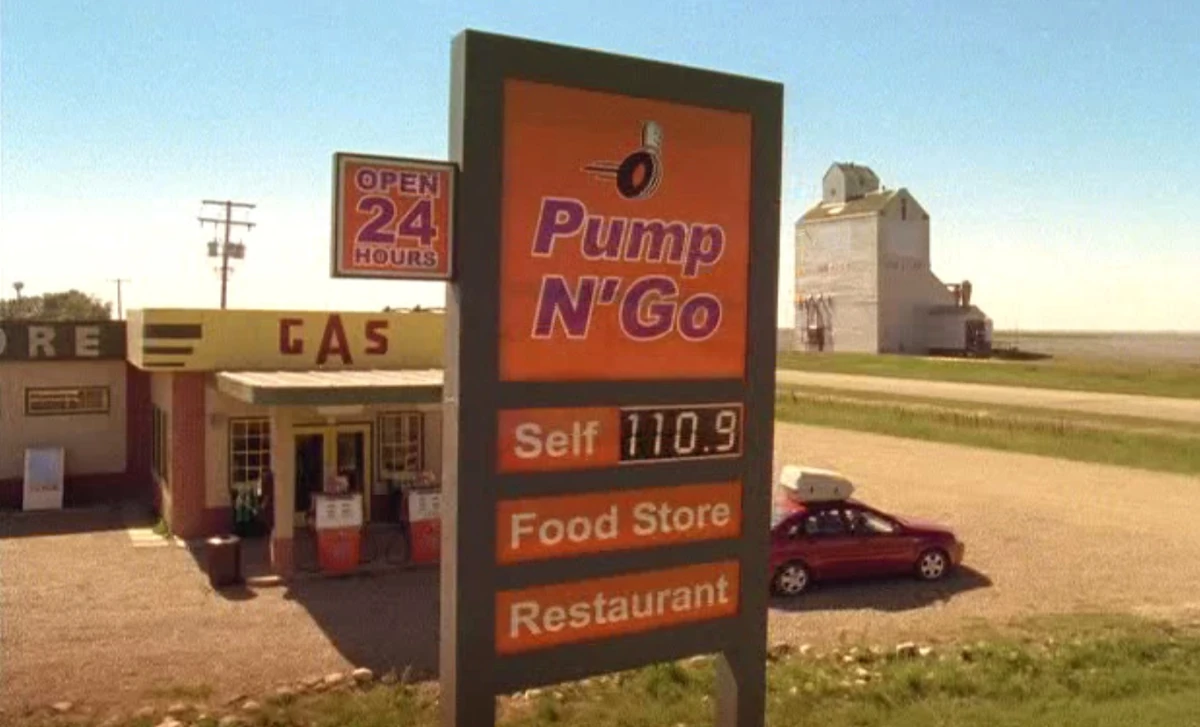 OPEN
24
HOURS
Pump
N'Go
Self 110.9
Food Store
Restaurant
ORE
GAS